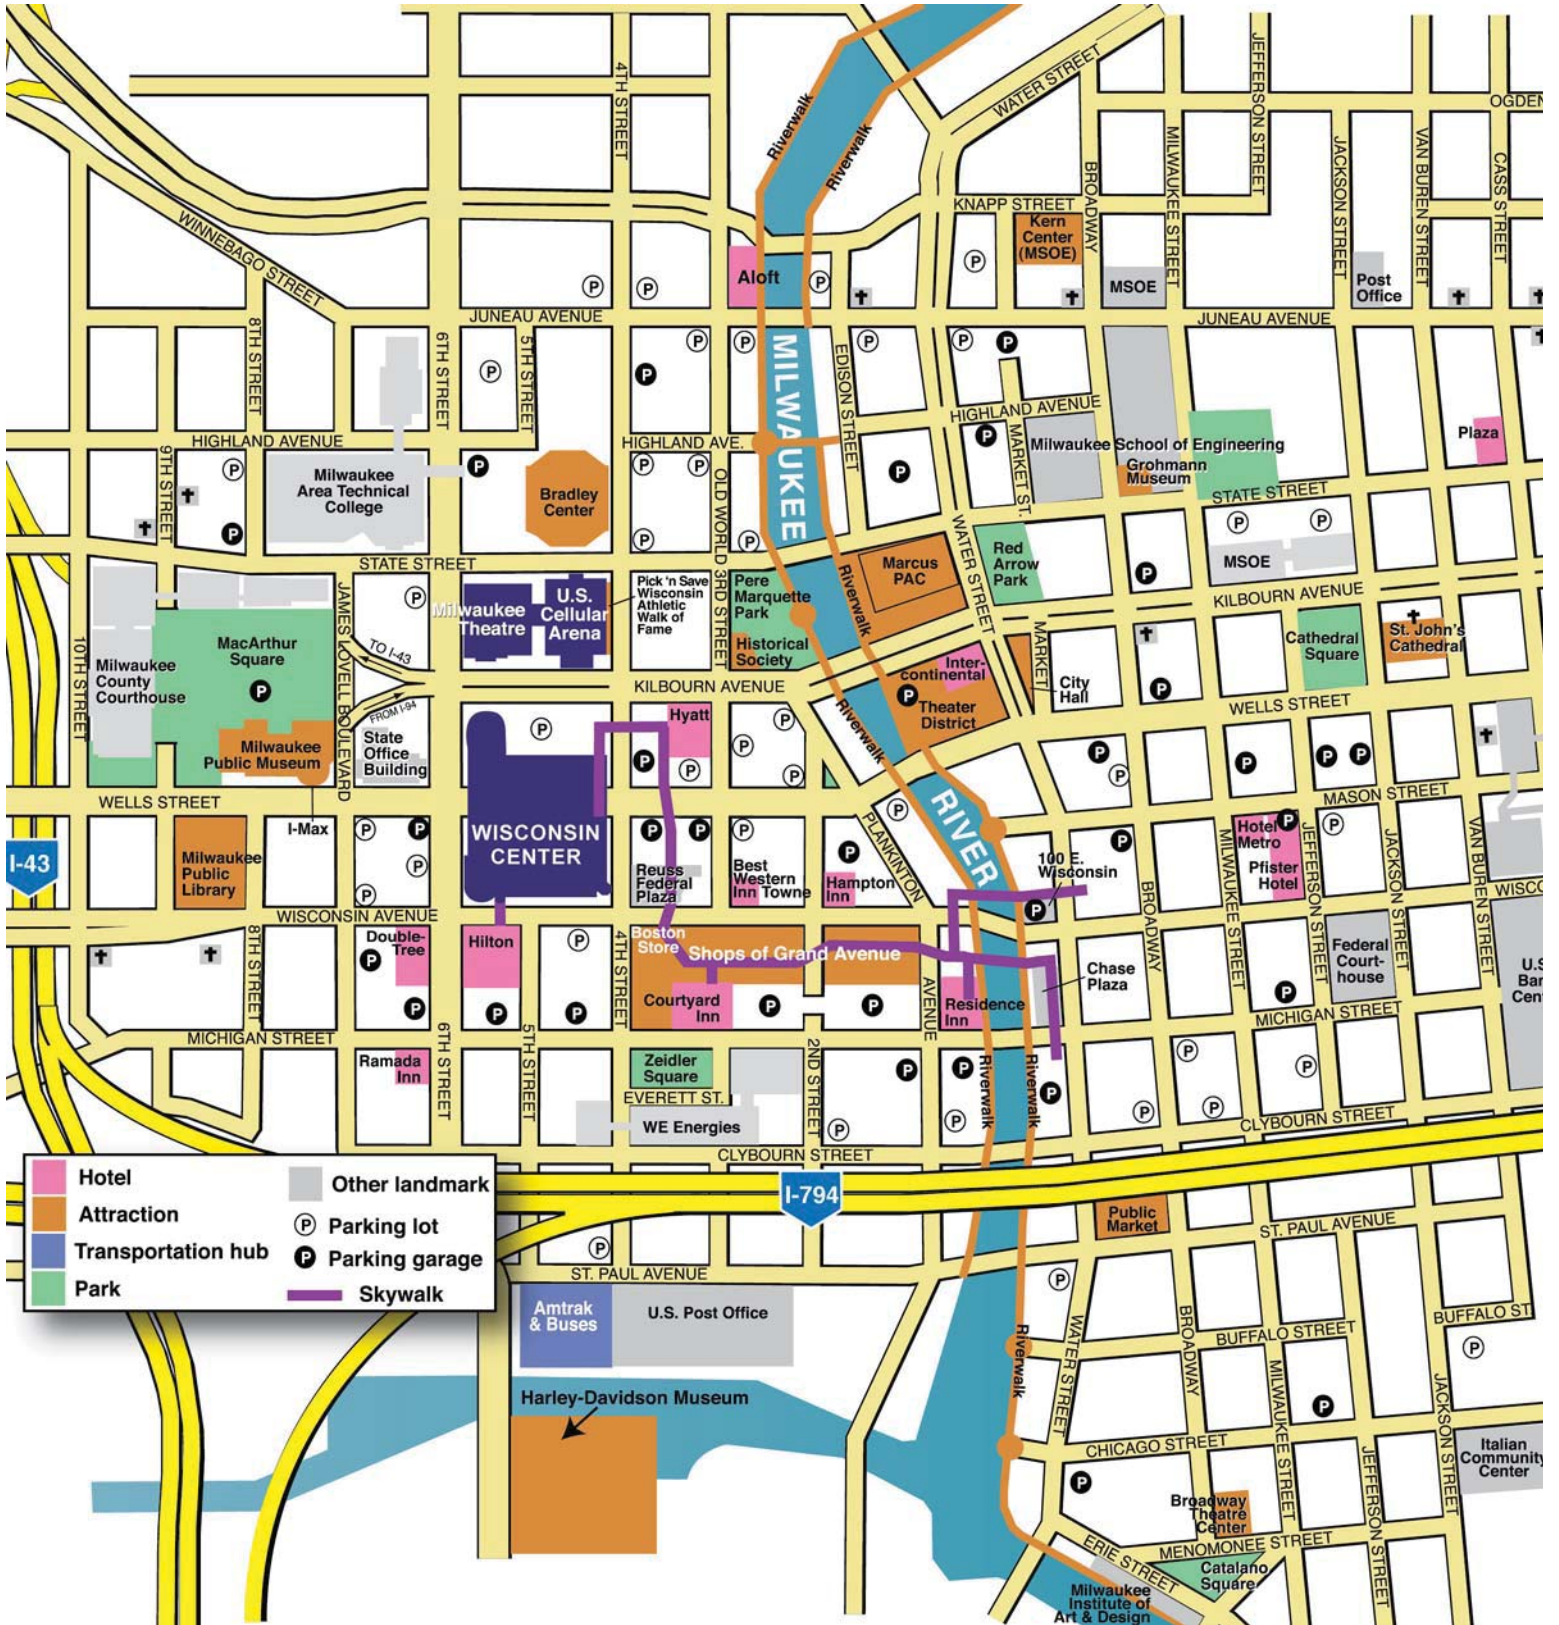 4TH STREET
Riverwalk
Riverwalk
WATER STREET
JEFFERSON STREET
OGDEN
BROADWAY
MILWAUKEE STREET
JACKSON STREET
VAN BUREN STREET
CASS STREET
WINNEBAGO STREET
KNAPP STREET
Kern
Center
(MSOE)
Aloft
P
P
P
P
MSOE
Post
Office
JUNEAU AVENUE
JUNEAU AVENUE
8TH STREET
6TH STREET
5TH STREET
P
P
P
P
P
P
P
MILWAUKEE
EDISON STREET
HIGHLAND AVENUE
HIGHLAND AVENUE
HIGHLAND AVE.
MARKET ST.
P
P
Milwaukee School of Engineering
Grohmann
Museum
Plaza
9TH STREET
P
P
Milwaukee
Area Technical
College
P
Bradley
Center
P
P
P
P
OLD WORLD 3RD STREET
STATE STREET
STATE STREET
WATER STREET
Red
Arrow
Park
P
P
MSOE
P
Marcus
PAC
Riverwalk
Pere
Marquette
Park
Historical
Society
Pick 'n Save
Wisconsin
Athletic
Walk of
Fame
U.S.
Cellular
Arena
Milwaukee
Theatre
P
KILBOURN AVENUE
KILBOURN AVENUE
JAMES LOVELL BOULEVARD
10TH STREET
Milwaukee
County
Courthouse
MacArthur
Square
P
TO I-43
FROM I-94
Milwaukee
Public Museum
State
Office
Building
I-Max
Inter-
continental
P
Theater
District
MARKET
City
Hall
P
Cathedral
Square
St. John's
Cathedral
WELLS STREET
WELLS STREET
P
Hyatt
P
P
P
P
P
Riverwalk
RIVER
P
PLANKINTON
AVENUE
P
P
P
P
P
MASON STREET
I-43
Milwaukee
Public
Library
P
P
P
P
WISCONSIN
CENTER
P
P
Reuss
Federal
Plaza
P
Best
Western
Inn Towne
P
Hampton
Inn
100 E.
Wisconsin
P
P
BROADWAY
MILWAUKEE STREET
Hotel
Metro
P
Pfister
Hotel
JEFFERSON STREET
P
JACKSON STREET
VAN BUREN STREET
WISCO
WISCONSIN AVENUE
8TH STREET
Double-
Tree
P
P
Hilton
P
P
P
4TH STREET
Boston
Store
Shops of Grand Avenue
Courtyard
Inn
P
P
Residence
Inn
Chase
Plaza
Federal
Court-
house
P
U.S.
Ban
Cent
MICHIGAN STREET
MICHIGAN STREET
Ramada
Inn
6TH STREET
5TH STREET
Zeidler
Square
EVERETT ST.
WE Energies
2ND STREET
P
P
P
P
Riverwalk
Riverwalk
P
P
P
P
P
CLYBOURN STREET
CLYBOURN STREET
I-794
Hotel
Attraction
Transportation hub
Park
Other landmark
P Parking lot
P Parking garage
Skywalk
P
ST. PAUL AVENUE
ST. PAUL AVENUE
Public
Market
Amtrak
& Buses
U.S. Post Office
P
WATER STREET
Riverwalk
BROADWAY
BUFFALO STREET
BUFFALO ST.
P
MILWAUKEE STREET
P
JACKSON STREET
JEFFERSON STREET
Harley-Davidson Museum
CHICAGO STREET
P
Italian
Community
Center
Broadway
Theatre
Center
MENOMONEE STREET
ERIE STREET
Catalano
Square
Milwaukee
Institute of
Art & Design